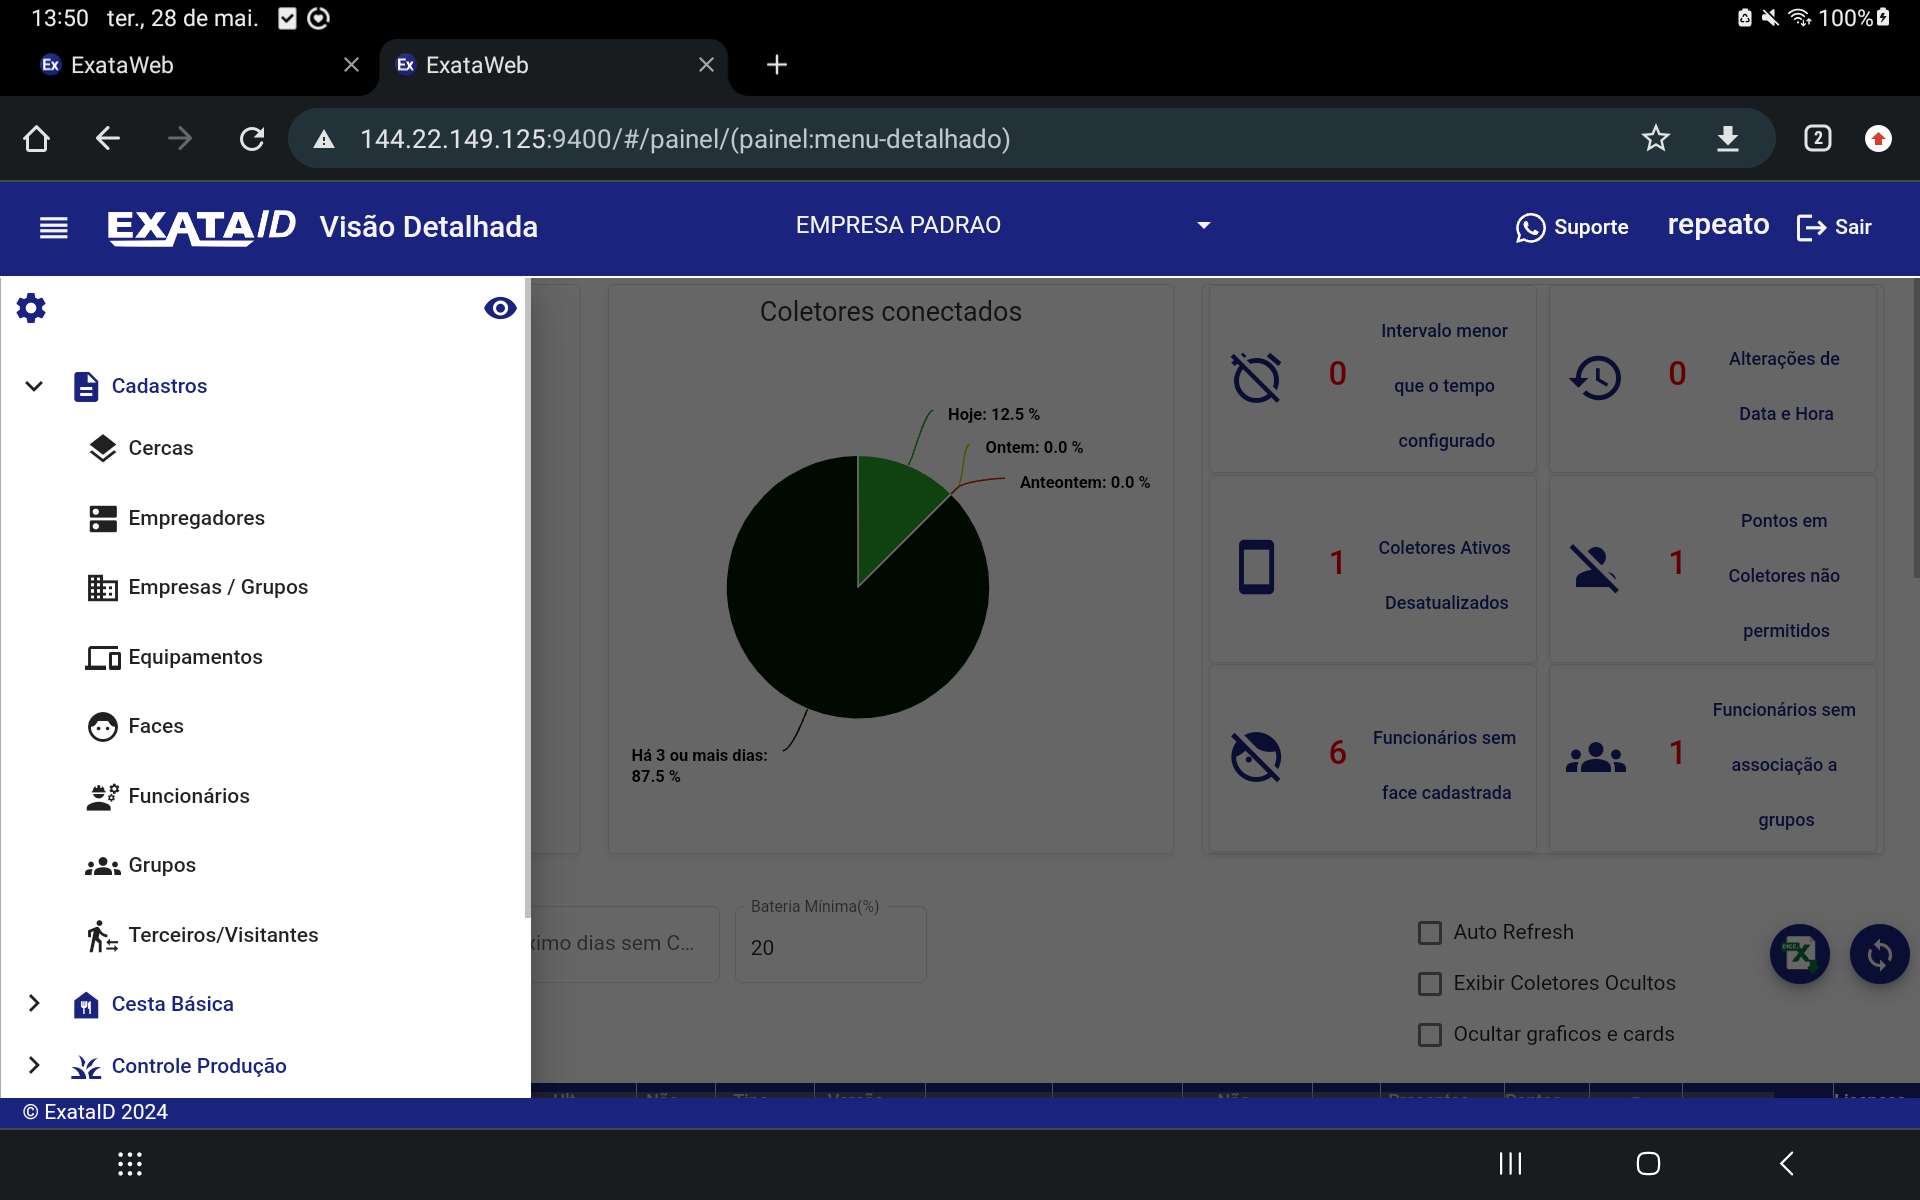 13:50 ter., 28 de mai.
100%
Ex ExataWeb
Ex ExataWeb
144.22.149.125:9400/#/painel/(painel:menu-detalhado)
2
EXATAID Visão Detalhada
EMPRESA PADRAO
Suporte
repeato
Sair
Cadastros
Cercas
Empregadores
Empresas / Grupos
Equipamentos
Faces
Funcionários
Grupos
Terceiros/Visitantes
Cesta Básica
Controle Produção
Coletores conectados
Hoje: 12.5 %
Ontem: 0.0 %
Anteontem: 0.0 %
Há 3 ou mais dias:
87.5 %
0
Intervalo menor
que o tempo
configurado
0
Alterações de
Data e Hora
1
Coletores Ativos
Desatualizados
1
Pontos em
Coletores não
permitidos
6
Funcionários sem
face cadastrada
1
Funcionários sem
associação a
grupos
ximo dias sem C...
Bateria Mínima(%)
20
Auto Refresh
Exibir Coletores Ocultos
Ocultar graficos e cards
© ExataID 2024